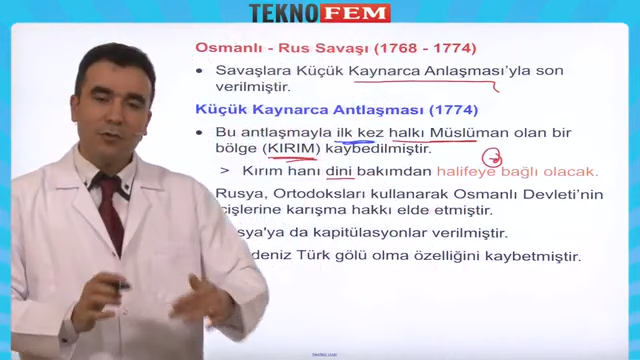 TEKNOFEM
Osmanlı - Rus Savaşı (1768 - 1774)
• Savaşlara Küçük Kaynarca Anlaşması’yla son
verilmiştir.
Küçük Kaynarca Antlaşması (1774)
• Bu antlaşmayla ilk kez halkı Müslüman olan bir
bölge (KIRIM) kaybedilmiştir.
> Kırım hanı dini bakımdan halifeye bağlı olacak.
Rusya, Ortodoksları kullanarak Osmanlı Devleti’nin
içişlerine karışma hakkı elde etmiştir.
da kapitülasyonlar verilmiştir.
Türk gölü olma özelliğini kaybetmiştir.